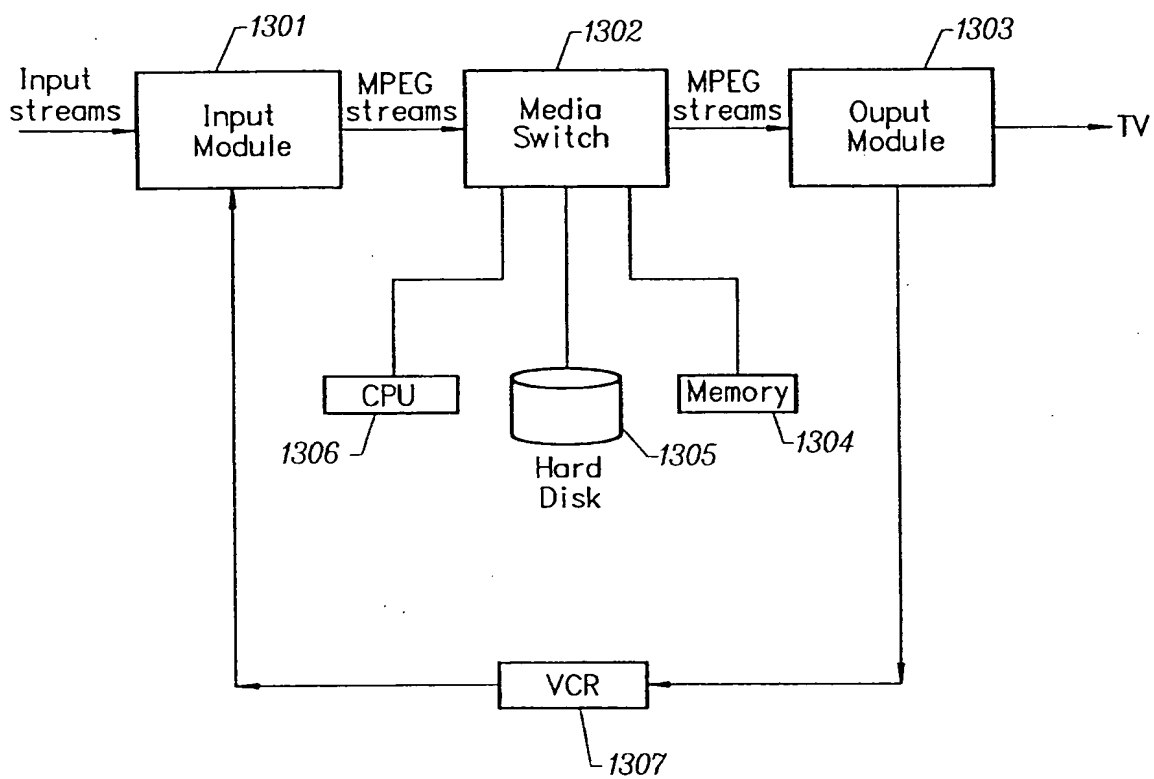 1301
1302
1303
Input
streams
Input
Module
MPEG
streams
Media
Switch
MPEG
streams
Ouput
Module
TV
CPU
Memory
1306
1305
1304
Hard
Disk
VCR
1307